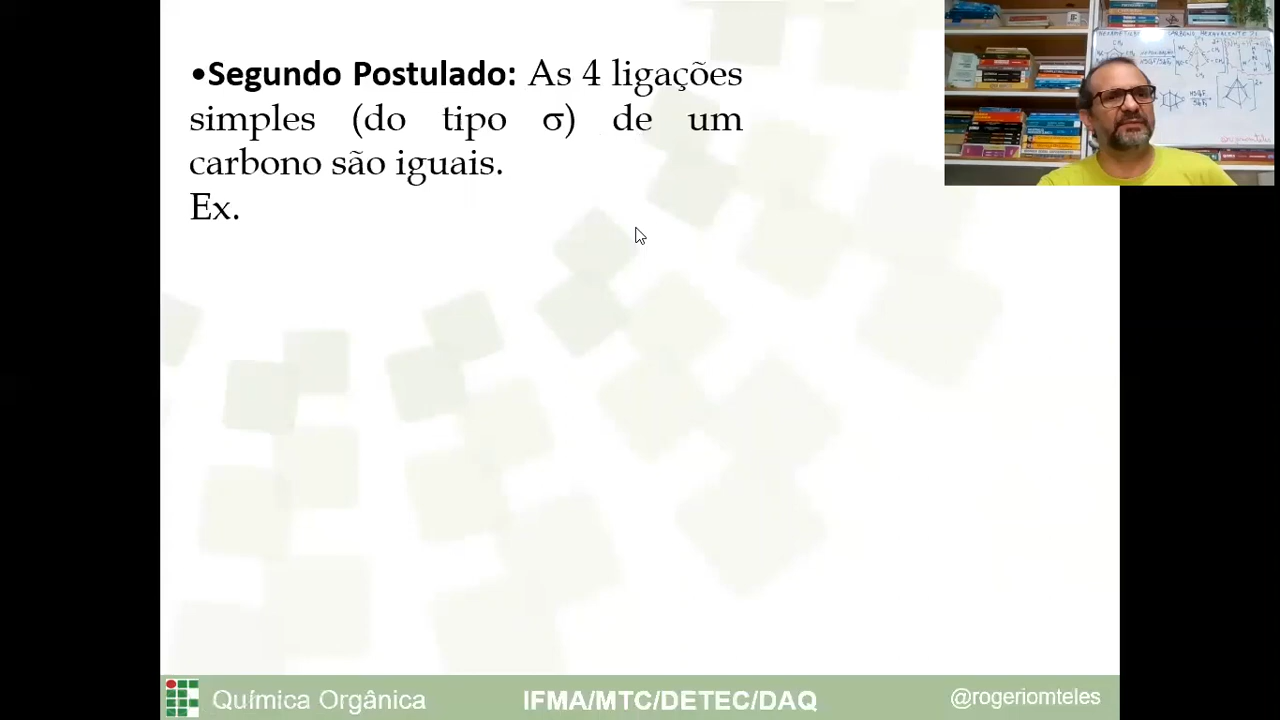 •Segundo Postulado: As 4 ligações
simples (do tipo σ) de um
carbono são iguais.
Ex.
Química Orgânica
IFMA/MTC/DETEC/DAQ
@rogeriomteles